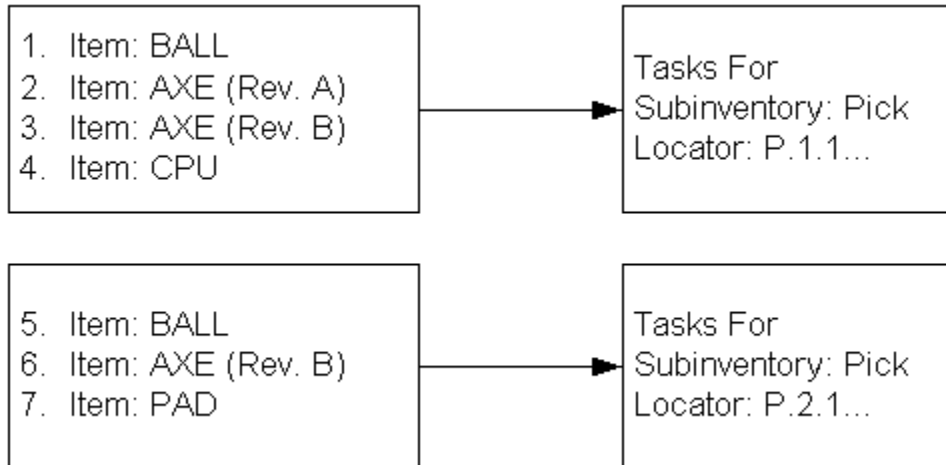 1. Item: BALL
2. Item: AXE (Rev. A)
3. Item: AXE (Rev. B)
4. Item: CPU
Tasks For
Subinventory: Pick
Locator: P.1.1...
5. Item: BALL
6. Item: AXE (Rev. B)
7. Item: PAD
Tasks For
Subinventory: Pick
Locator: P.2.1...